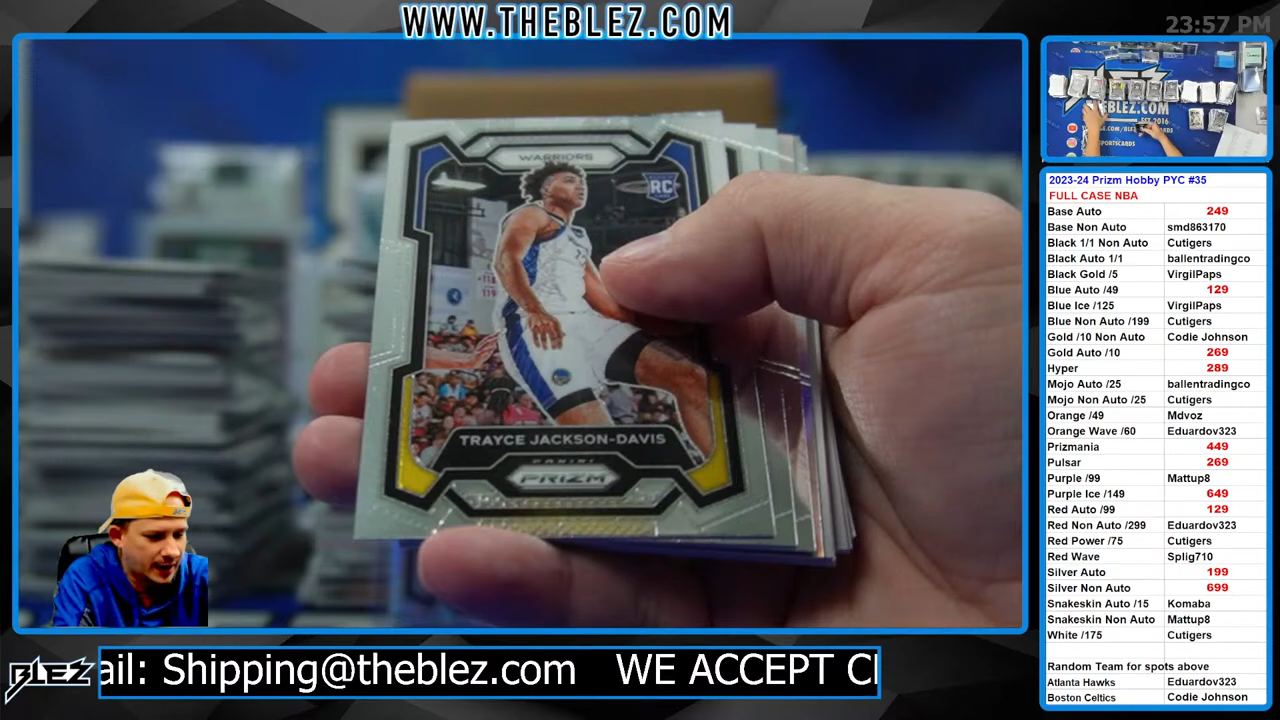 WWW.THEBLEZ.COM
23:57 PM
WARRIORS
RC
TRAYCE JACKSON-DAVIS
PANINI
PRIZM
BLEZ
THEBLEZ.COM
2023-24 Prizm Hobby PYC #35
FULL CASE NBA
Base Auto 249
Base Non Auto smd863170
Black 1/1 Non Auto Cutigers
Black Auto 1/1 ballentradingco
Black Gold /5 VirgilPaps
Blue Auto /49 129
Blue Ice /125 VirgilPaps
Blue Non Auto /199 Cutigers
Gold /10 Non Auto Codie Johnson
Gold Auto /10 269
Hyper 289
Mojo Auto /25 ballentradingco
Mojo Non Auto /25 Cutigers
Orange /49 Mdvoz
Orange Wave /60 Eduardov323
Prizmania 449
Pulsar 269
Purple /99 Mattup8
Purple Ice /149 649
Red Auto /99 129
Red Non Auto /299 Eduardov323
Red Power /75 Cutigers
Red Wave Splig710
Silver Auto 199
Silver Non Auto 699
Snakeskin Auto /15 Komaba
Snakeskin Non Auto Mattup8
White /175 Cutigers
Random Team for spots above
Atlanta Hawks Eduardov323
Boston Celtics Codie Johnson
BLEZ
ail: Shipping@theblez.com WE ACCEPT C